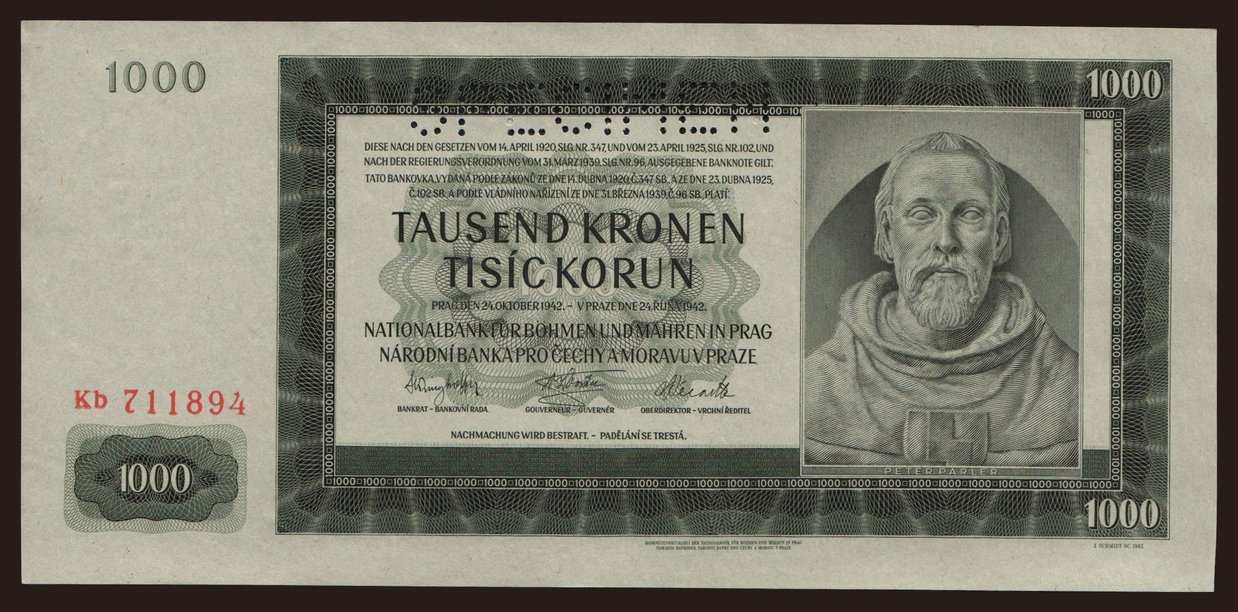 1000
1000
DIESE NACH DEN GESETZEN VOM 14. APRIL 1920, SLG. NR. 347, UND VOM 23. APRIL 1925, SLG. NR. 102, UND
NACH DER REGIERUNGSVERORDNUNG VOM 31. MÄRZ 1939, SLG. NR. 96, AUSGEGEBENE BANKNOTE GILT:
TATO BANKOVKA, VYDANÁ PODLE ZÁKONŮ ZE DNE 14. DUBNA 1920, Č. 347 SB. A ZE DNE 23. DUBNA 1925,
Č. 102 SB. A PODLE VLÁDNÍHO NAŘÍZENÍ ZE DNE 31. BŘEZNA 1939, Č. 96 SB., PLATÍ:
TAUSEND KRONEN
TISÍC KORUN
PRAG, DEN 24. OKTOBER 1942. – V PRAZE DNE 24. ŘÍJNA 1942.
NATIONALBANK FÜR BÖHMEN UND MÄHREN IN PRAG
NÁRODNÍ BANKA PRO ČECHY A MORAVU V PRAZE
BANKRAT – BANKOVNÍ RADA.
GOUVERNEUR – GUVERNÉR
OBERDIREKTOR – VRCHNÍ ŘEDITEL
NACHMACHUNG WIRD BESTRAFT. – PADĚLÁNÍ SE TRESTÁ.
Kb 711894
1000
PETER PARLER
1000
J. SCHMIDT SC. 1942.